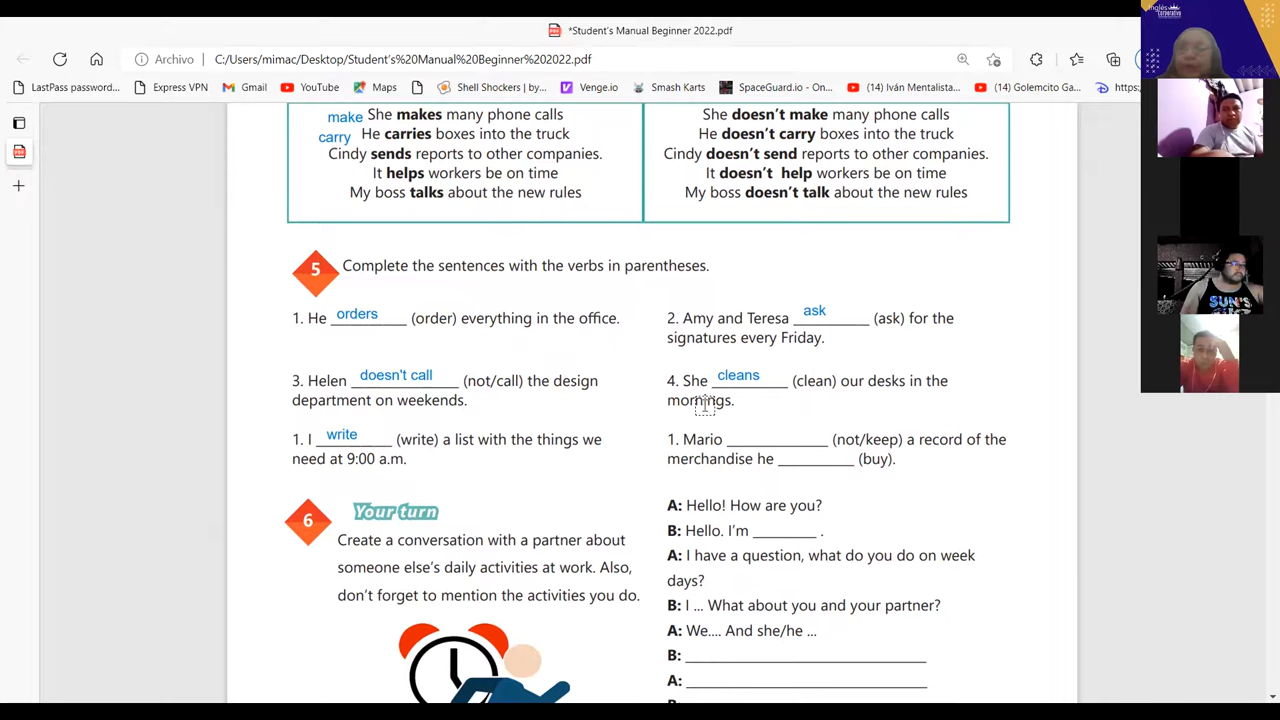 *Student's Manual Beginner 2022.pdf
Archivo
C:/Users/mimac/Desktop/Student's%20Manual%20Beginner%202022.pdf
LastPass password...
Express VPN
Gmail
YouTube
Maps
Shell Shockers | by...
Venge.io
Smash Karts
SpaceGuard.io - On...
(14) Iván Mentalista...
(14) Golemcito Ga...
https:
Inglés
corporativo
make
She makes many phone calls
carry
He carries boxes into the truck
Cindy sends reports to other companies.
It helps workers be on time
My boss talks about the new rules
She doesn't make many phone calls
He doesn't carry boxes into the truck
Cindy doesn't send reports to other companies.
It doesn't help workers be on time
My boss doesn't talk about the new rules
5 Complete the sentences with the verbs in parentheses.
1. He orders (order) everything in the office.
2. Amy and Teresa ask (ask) for the
signatures every Friday.
3. Helen doesn't call (not/call) the design
department on weekends.
4. She cleans (clean) our desks in the
mornings.
1. I write (write) a list with the things we
need at 9:00 a.m.
1. Mario __________ (not/keep) a record of the
merchandise he ________ (buy).
6 Your turn
Create a conversation with a partner about
someone else's daily activities at work. Also,
don't forget to mention the activities you do.
A: Hello! How are you?
B: Hello. I'm ________ .
A: I have a question, what do you do on week
days?
B: I ... What about you and your partner?
A: We.... And she/he ...
B: ________________________
A: ________________________
SUN'S